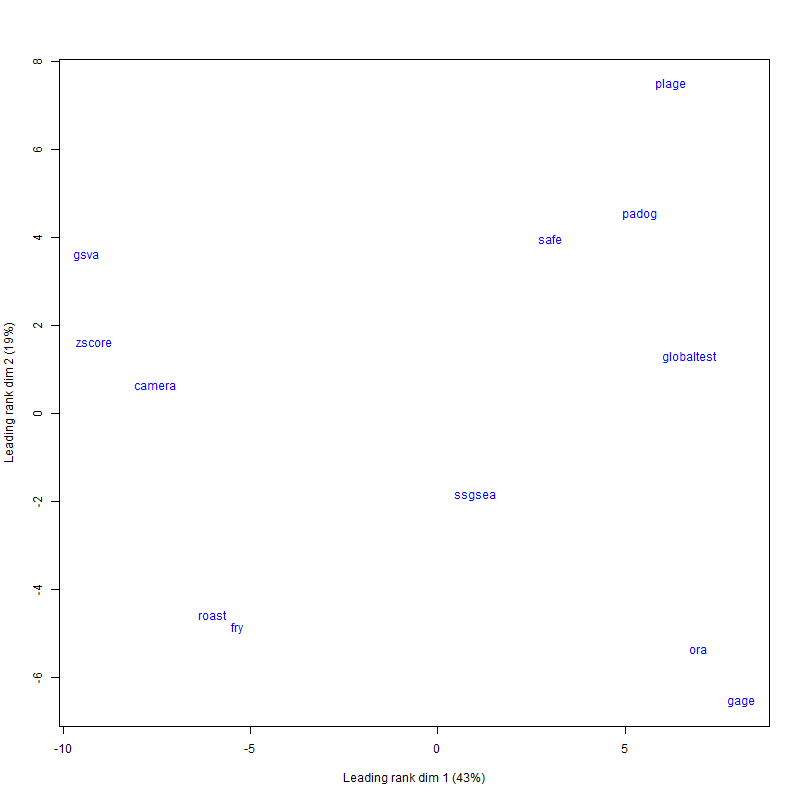 8
plage
6
padog
safe
4
gsva
2
zscore
globaltest
camera
0
ssgsea
-2
-4
roast
fry
ora
-6
gage
Leading rank dim 2 (19%)
-10 -5 0 5
Leading rank dim 1 (43%)